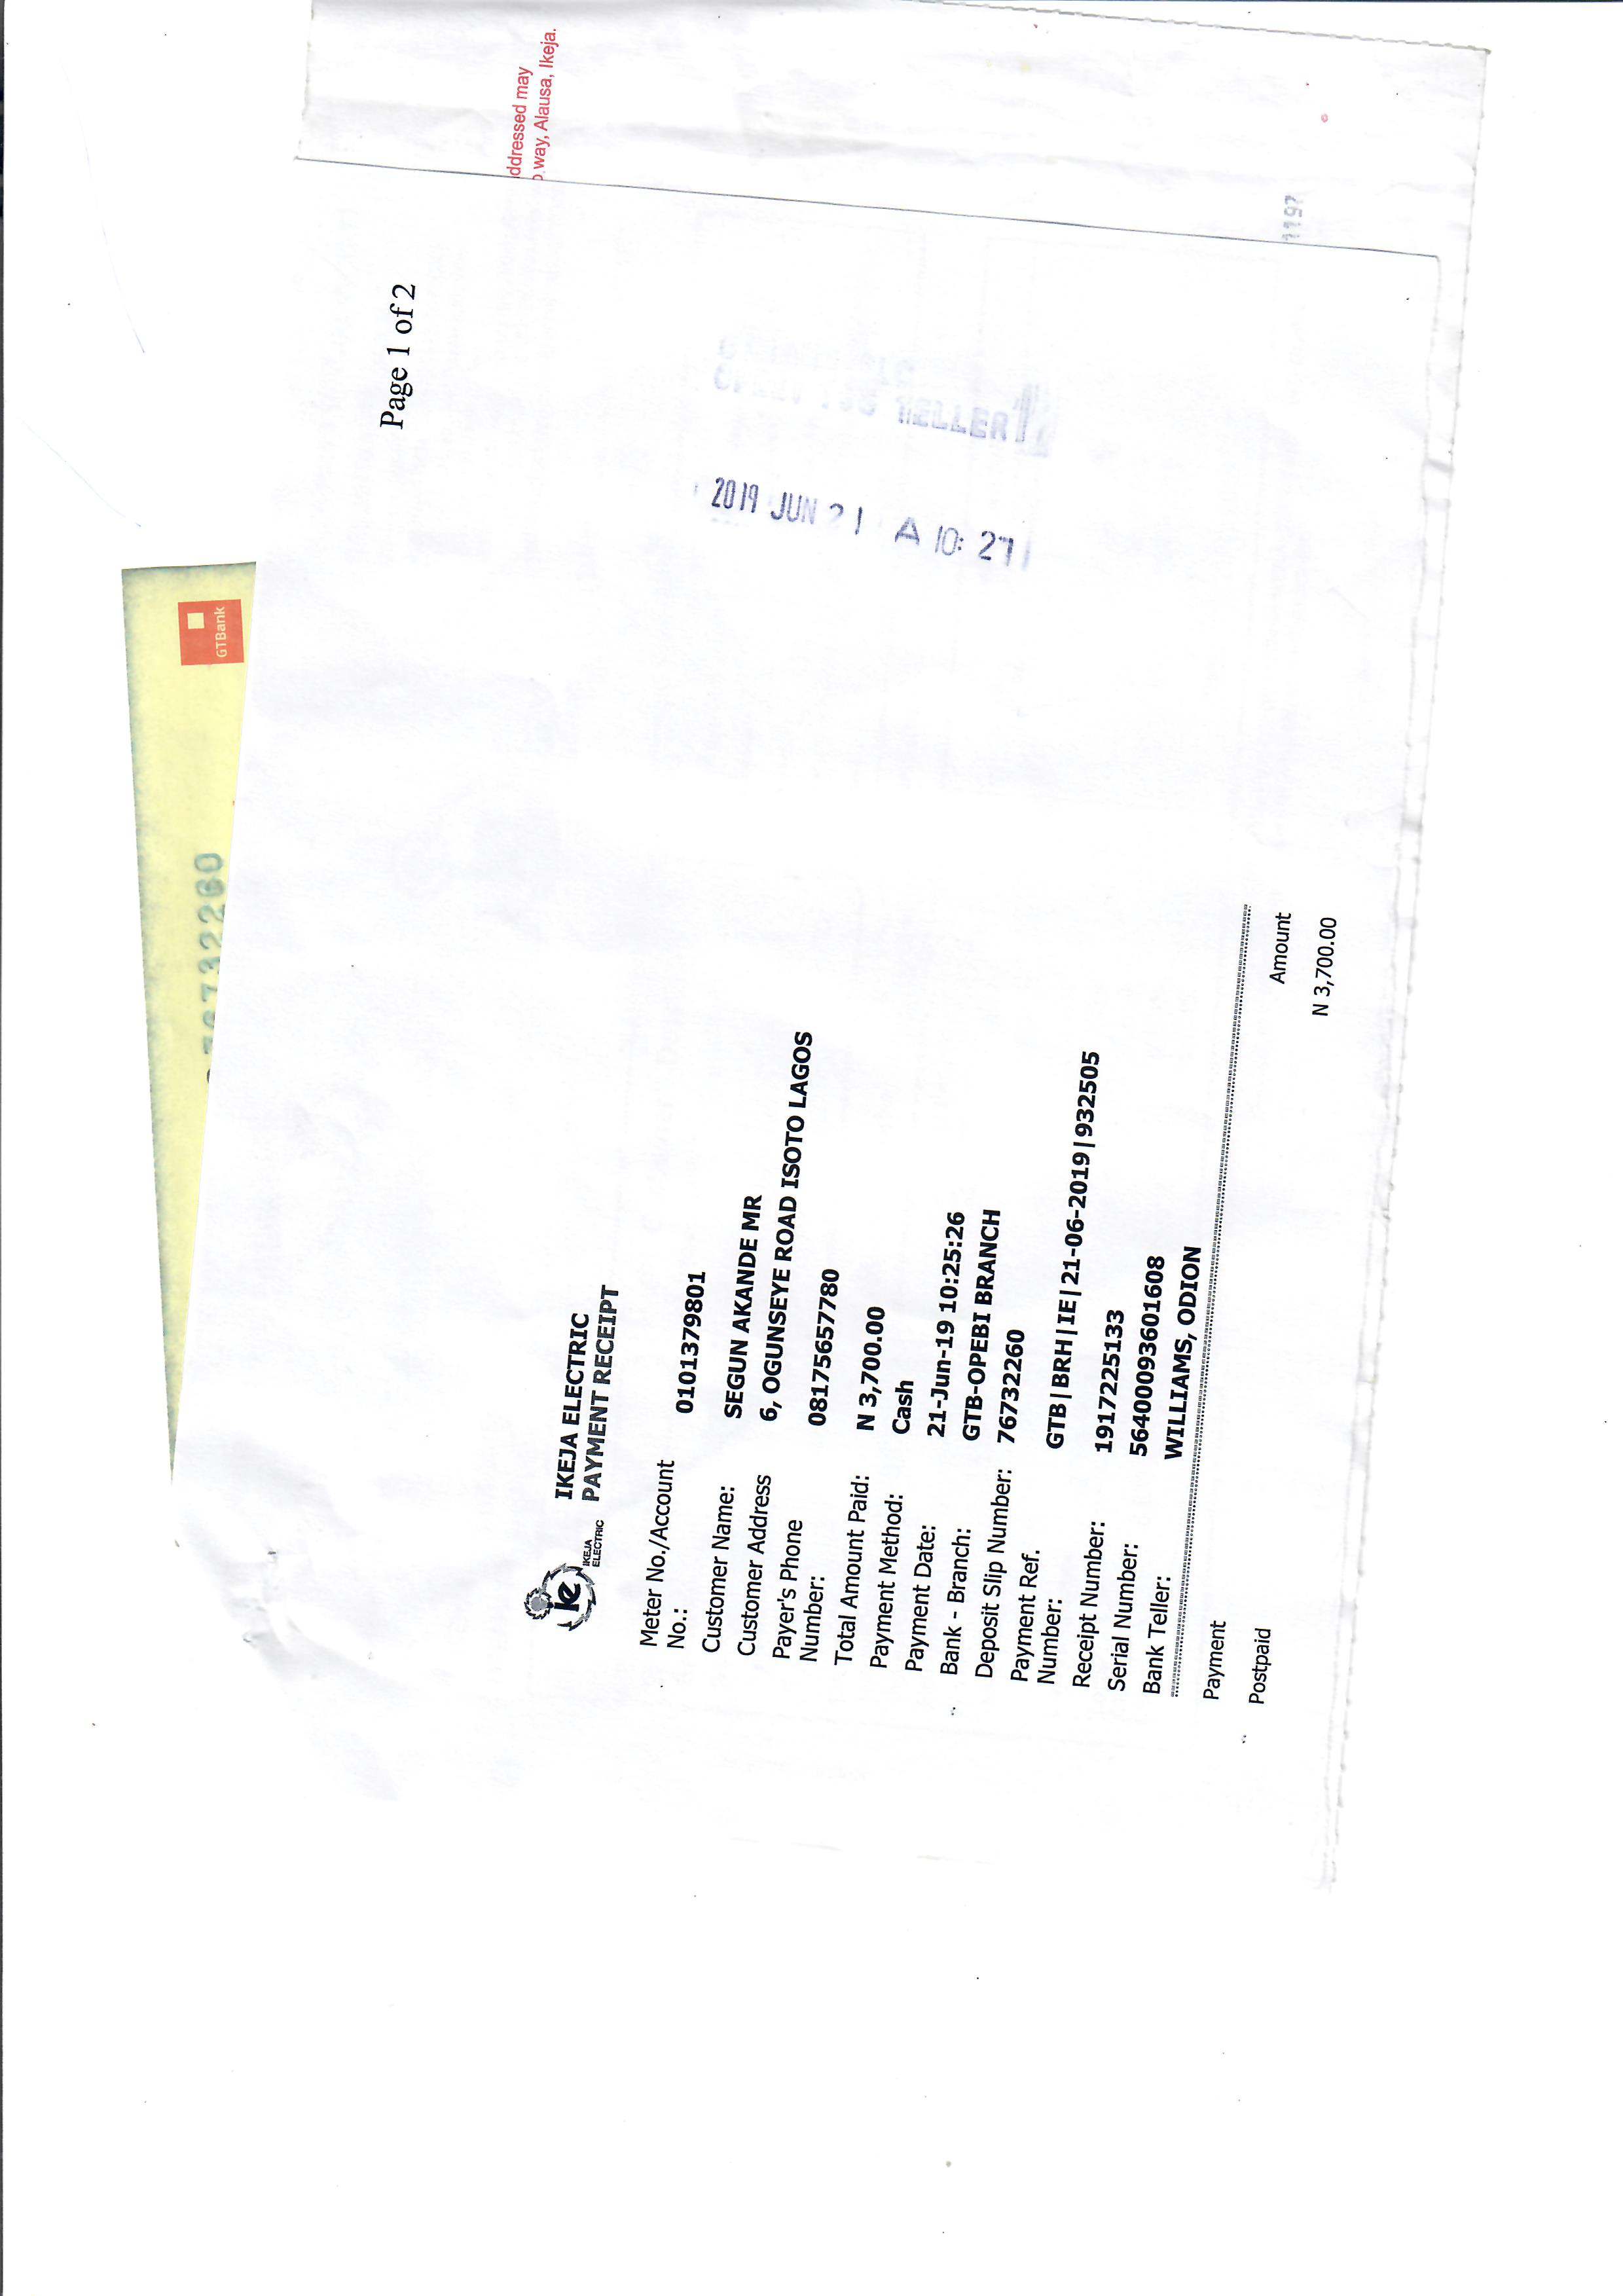 ddressed may
way, Alausa, Ikeja.
Page 1 of 2
GTBank
2019 JUN 21 A 10: 27
TELLER
IKEJA ELECTRIC
PAYMENT RECEIPT
ie IKEJA
ELECTRIC
Meter No./Account
No.: 0101379801
Customer Name: SEGUN AKANDE MR
Customer Address 6, OGUNSEYE ROAD ISOTO LAGOS
Payer's Phone
Number: 08175657780
Total Amount Paid: N 3,700.00
Payment Method: Cash
Payment Date: 21-Jun-19 10:25:26
Bank - Branch: GTB-OPEBI BRANCH
Deposit Slip Number: 76732260
Payment Ref.
Number: GTB|BRH|IE|21-06-2019|932505
Receipt Number: 1917225133
Serial Number: 56400093601608
Bank Teller: WILLIAMS, ODION
Payment Amount
Postpaid N 3,700.00